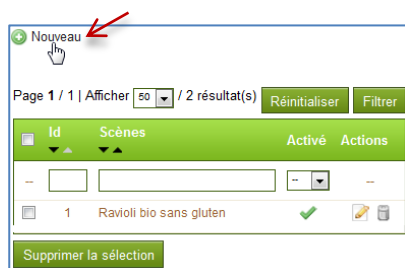 Nouveau
Page 1 / 1 | Afficher 50 / 2 résultat(s) Réinitialiser Filtrer
Id Scènes Activé Actions
-- -- --
1 Ravioli bio sans gluten
Supprimer la sélection